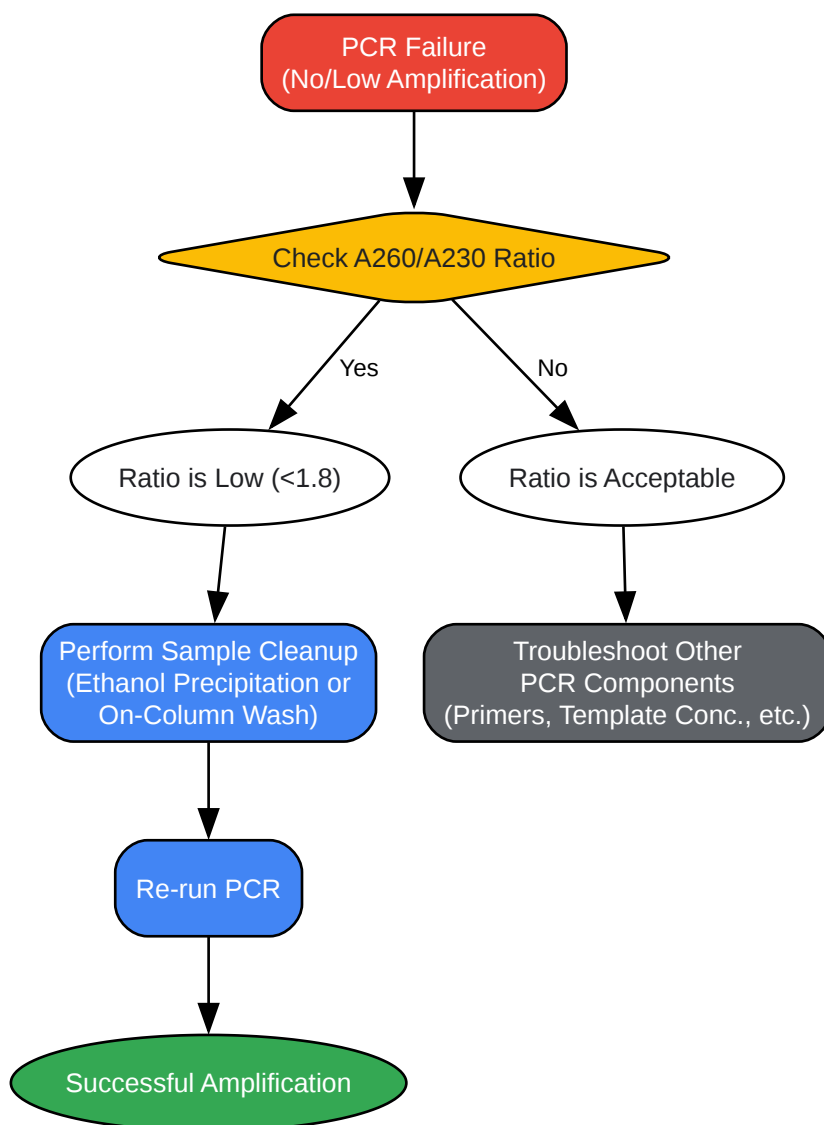 PCR Failure
(No/Low Amplification)
Check A260/A230 Ratio
Yes
No
Ratio is Low (<1.8)
Ratio is Acceptable
Perform Sample Cleanup
(Ethanol Precipitation or
On-Column Wash)
Troubleshoot Other
PCR Components
(Primers, Template Conc., etc.)
Re-run PCR
Successful Amplification